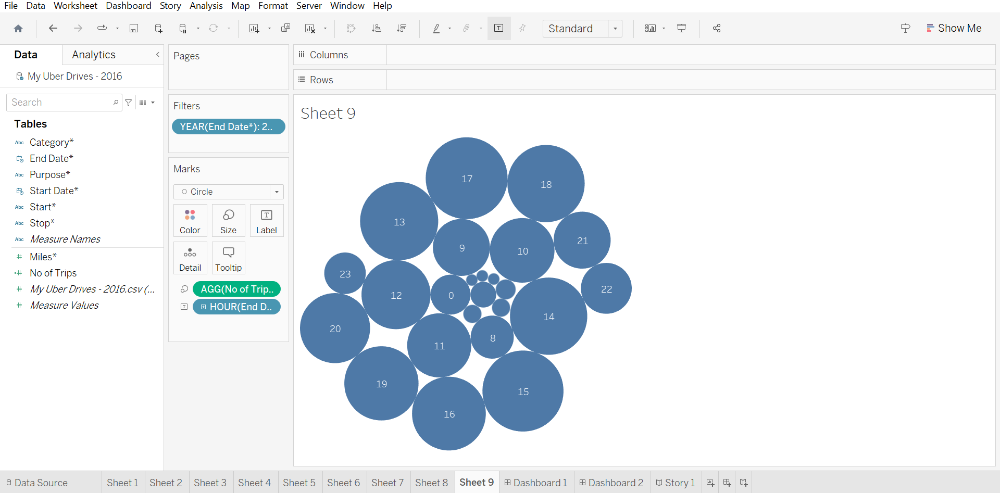 File Data Worksheet Dashboard Story Analysis Map Format Server Window Help
Standard
Show Me
Data Analytics
My Uber Drives - 2016
Search
Tables
Abc Category*
End Date*
Abc Purpose*
Start Date*
Abc Start*
Abc Stop*
Abc Measure Names
# Miles*
=# No of Trips
# My Uber Drives - 2016.csv (...
# Measure Values
Pages
Filters
YEAR(End Date*): 2..
Marks
Circle
Color Size Label
Detail Tooltip
AGG(No of Trip..
HOUR(End D..
Columns
Rows
Sheet 9
17
18
13
21
9
10
23
22
12
0
14
20
8
11
19
15
16
Data Source Sheet 1 Sheet 2 Sheet 3 Sheet 4 Sheet 5 Sheet 6 Sheet 7 Sheet 8 Sheet 9 Dashboard 1 Dashboard 2 Story 1